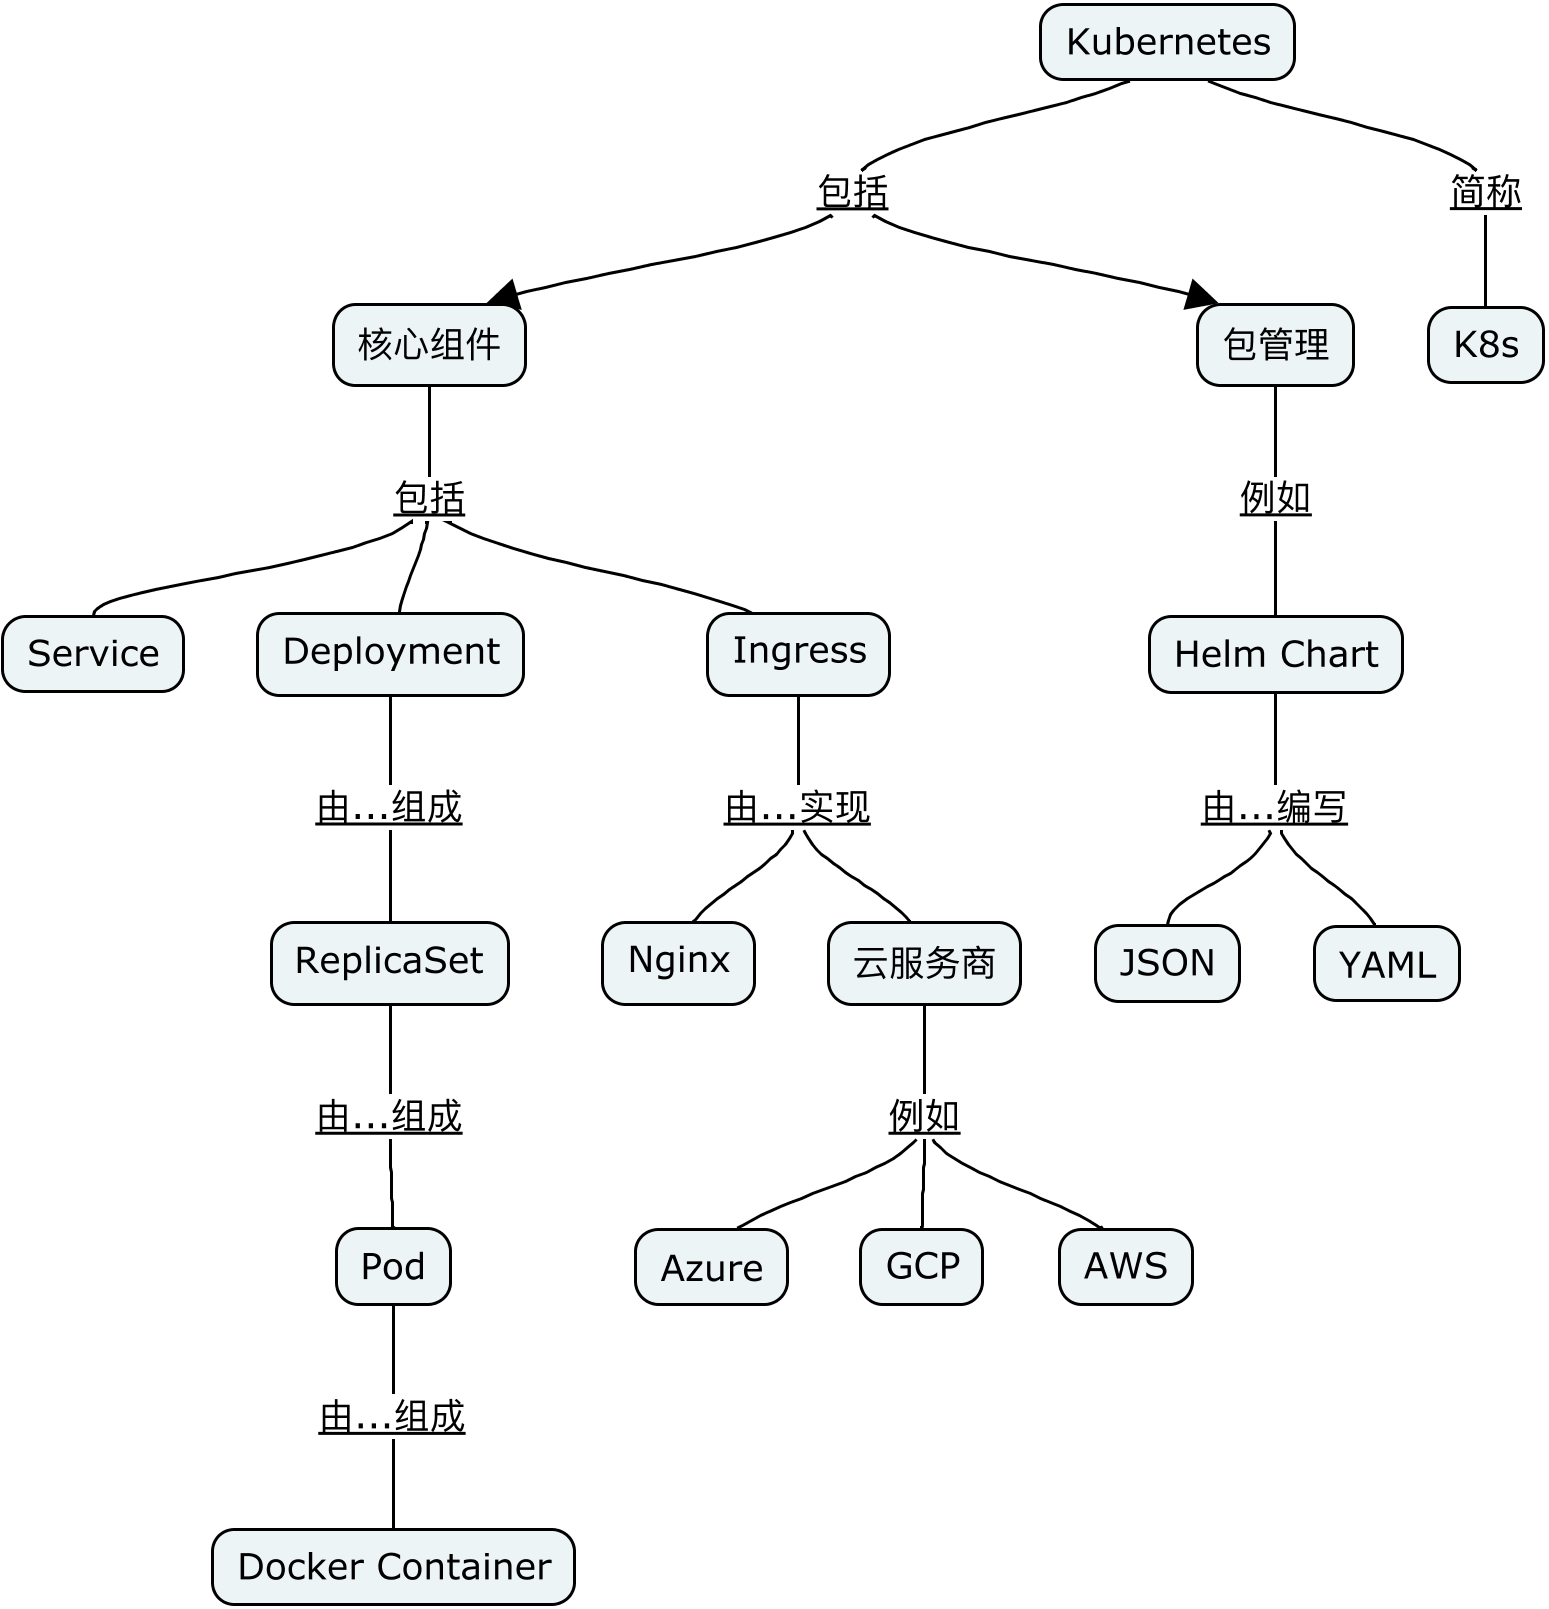 Kubernetes
包括
简称
核心组件
包管理
K8s
包括
例如
Service
Deployment
Ingress
Helm Chart
由...组成
由...实现
由...编写
ReplicaSet
Nginx
云服务商
JSON
YAML
由...组成
例如
Pod
Azure
GCP
AWS
由...组成
Docker Container